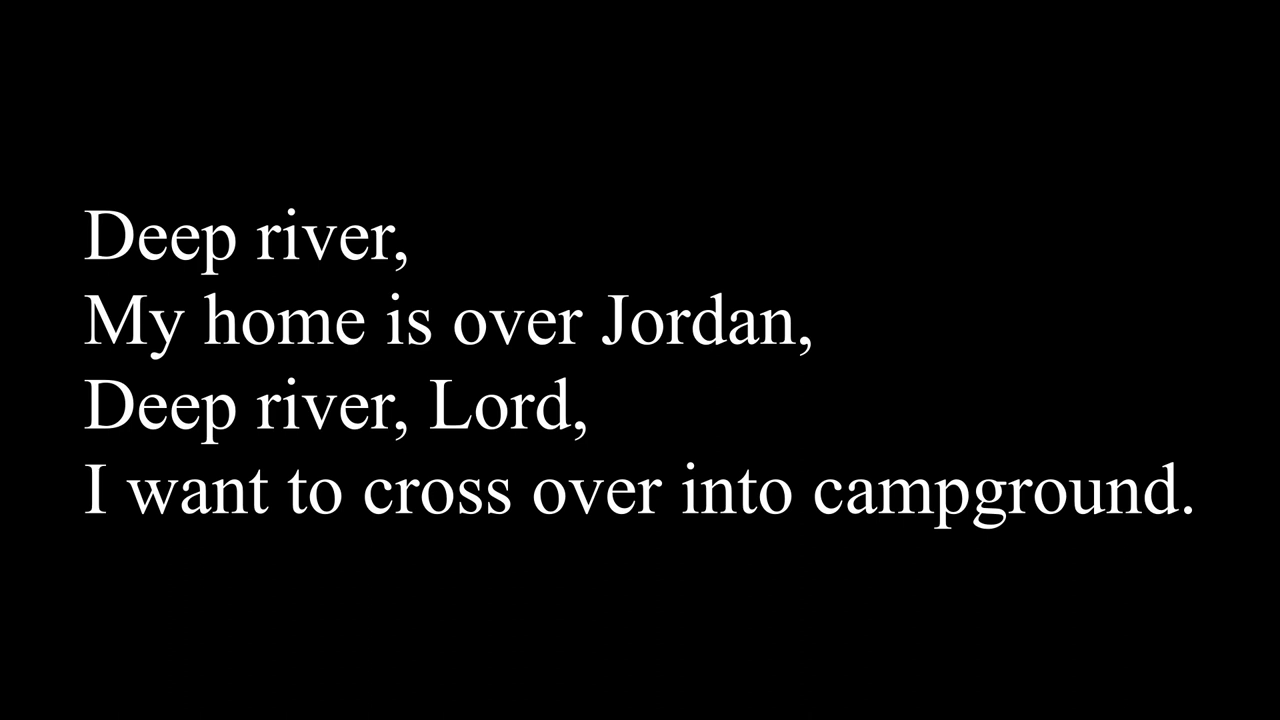 Deep river,
My home is over Jordan,
Deep river, Lord,
I want to cross over into campground.